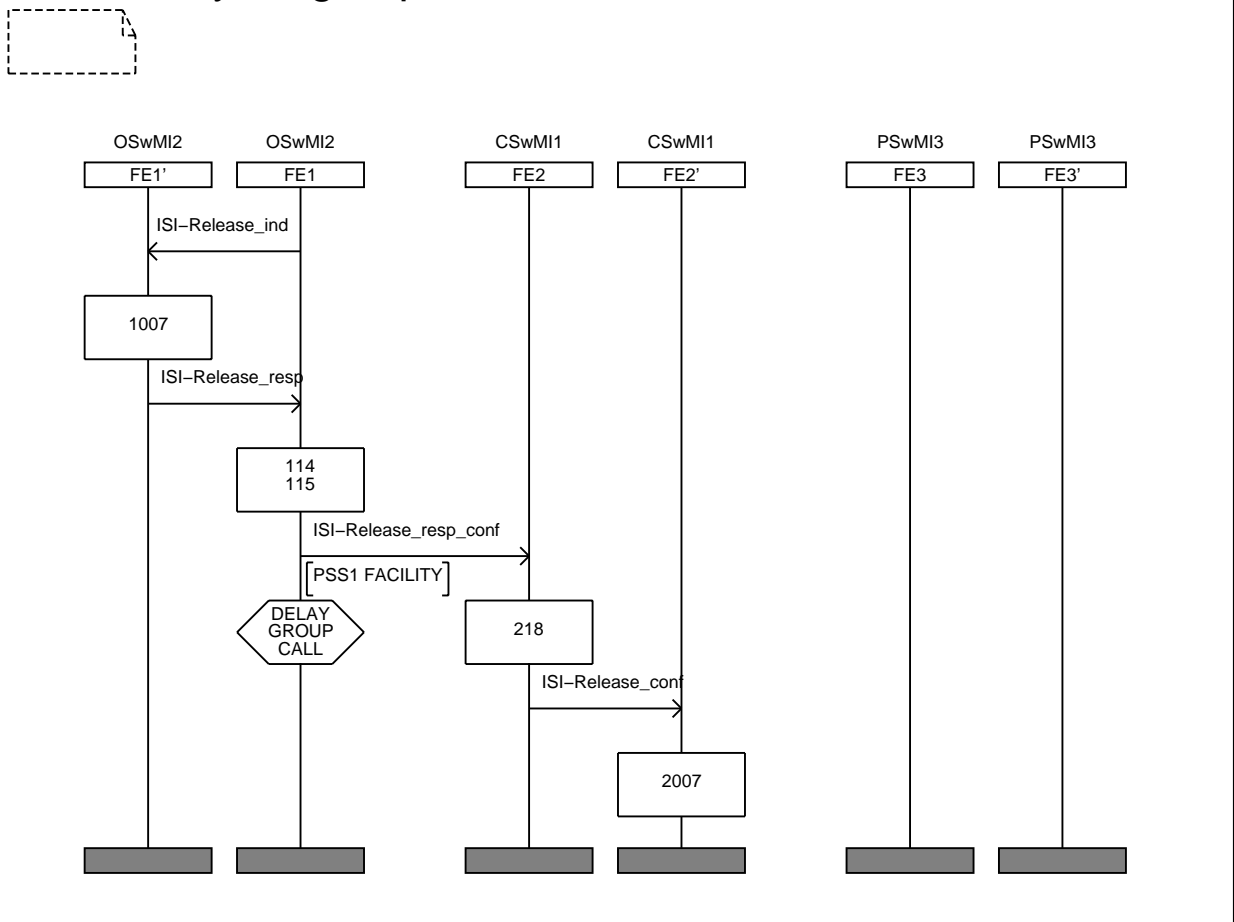 OSwMI2 OSwMI2 CSwMI1 CSwMI1 PSwMI3 PSwMI3
FE1' FE1 FE2 FE2' FE3 FE3'
ISI−Release_ind
1007
ISI−Release_resp
114
115
ISI−Release_resp_conf
[PSS1 FACILITY]
DELAY
GROUP
CALL
218
ISI−Release_conf
2007